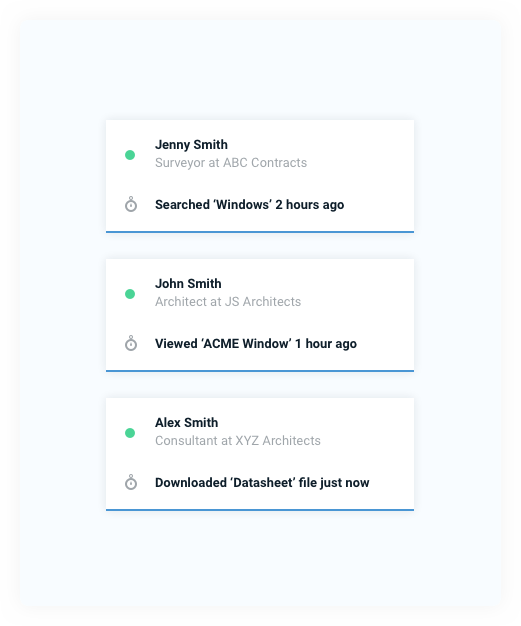 Jenny Smith
Surveyor at ABC Contracts
Searched ‘Windows’ 2 hours ago
John Smith
Architect at JS Architects
Viewed ‘ACME Window’ 1 hour ago
Alex Smith
Consultant at XYZ Architects
Downloaded ‘Datasheet’ file just now